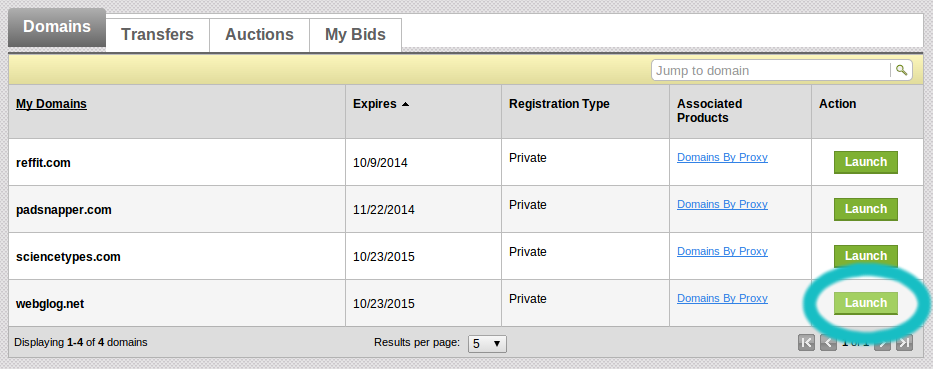 Domains Transfers Auctions My Bids
Jump to domain
My Domains Expires Registration Type Associated Products Action
reffit.com 10/9/2014 Private Domains By Proxy Launch
padsnapper.com 11/22/2014 Private Domains By Proxy Launch
sciencetypes.com 10/23/2015 Private Domains By Proxy Launch
webglog.net 10/23/2015 Private Domains By Proxy Launch
Displaying 1-4 of 4 domains Results per page: 5 1 of 1